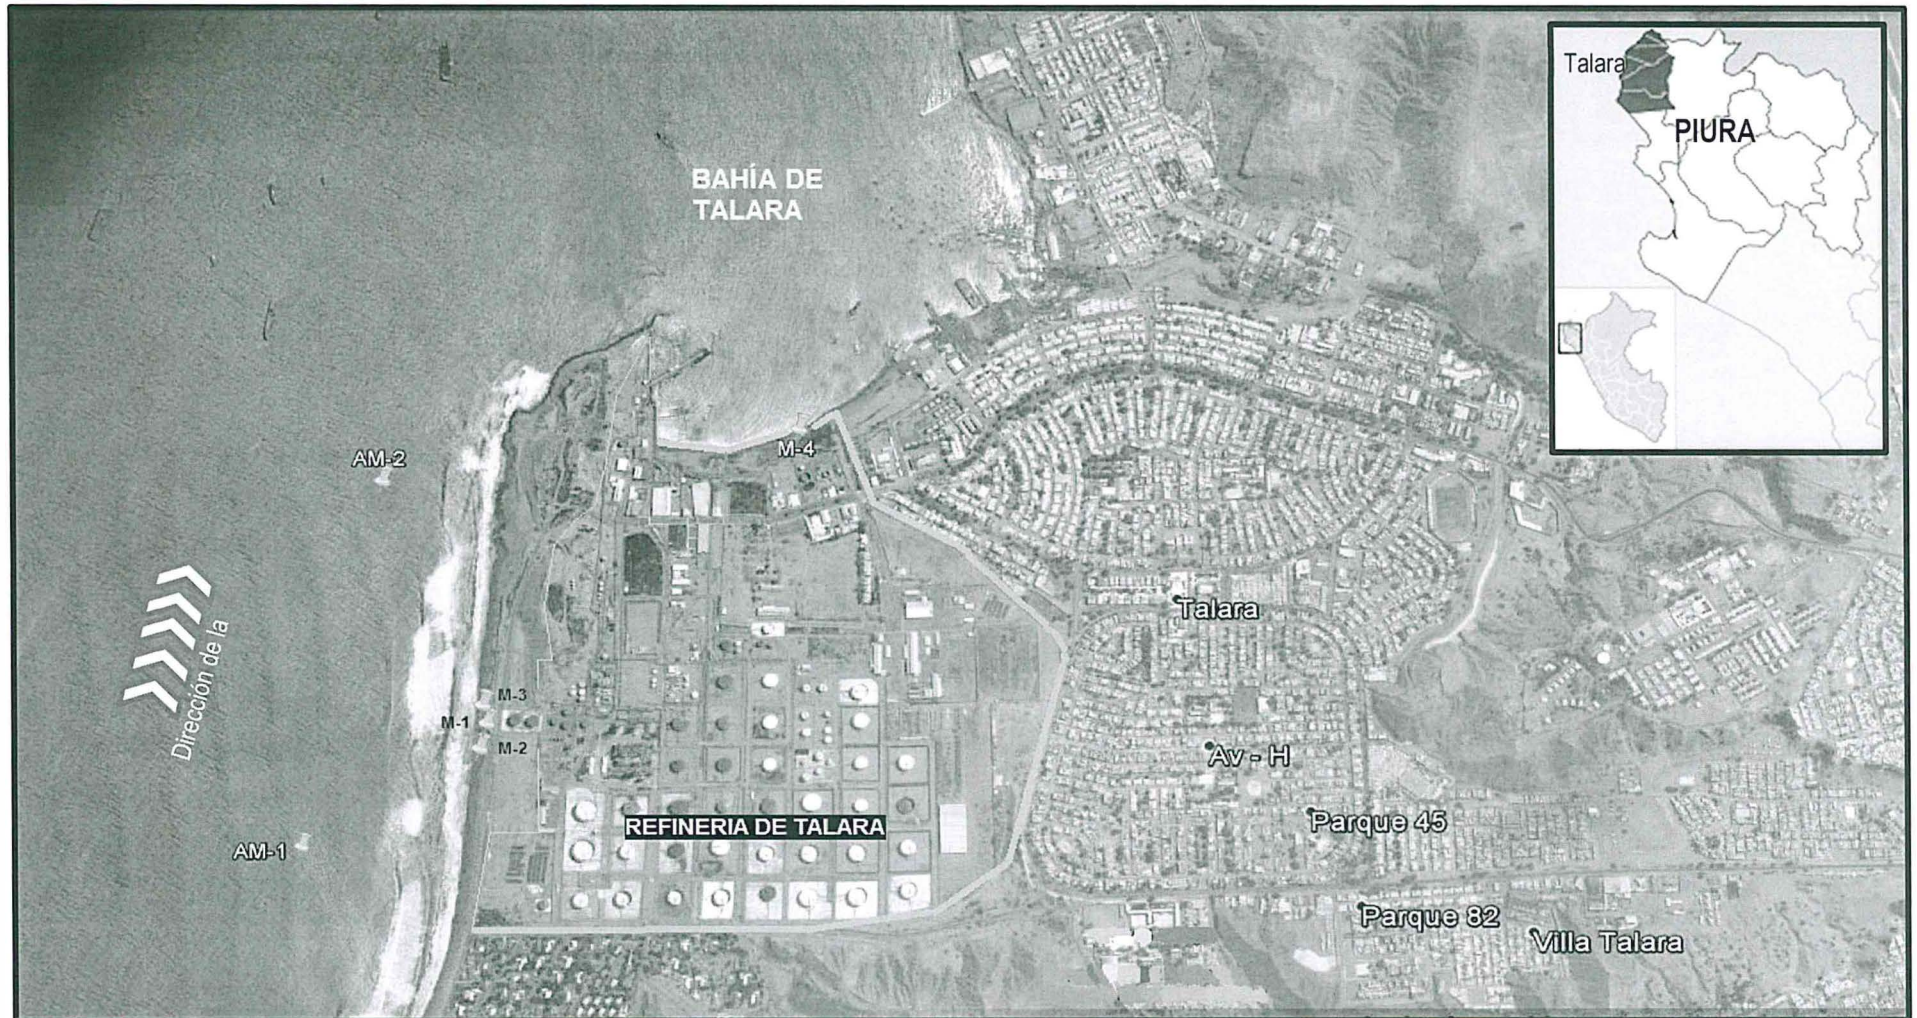 Talara
PIURA
BAHÍA DE
TALARA
AM-2
M-4
Talara
Dirección de la
M-3
M-1
M-2
Av - H
REFINERIA DE TALARA
Parque 45
AM-1
Parque 82
Villa Talara